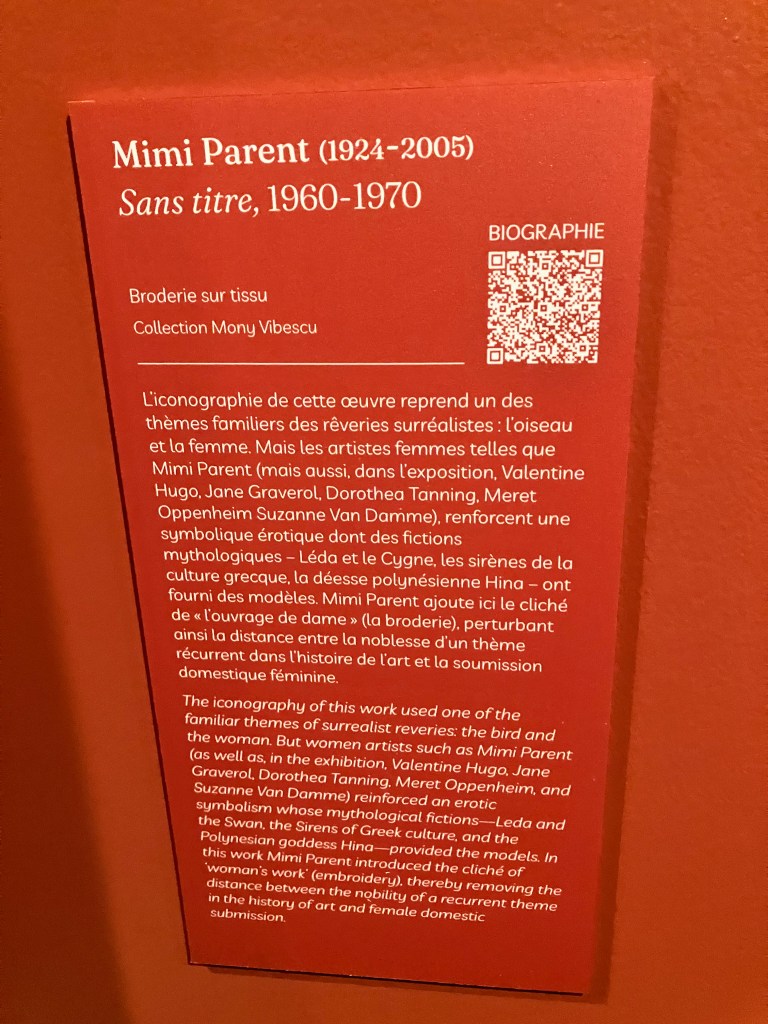 Mimi Parent (1924-2005)
Sans titre, 1960-1970
BIOGRAPHIE
Broderie sur tissu
Collection Mony Vibescu
L'iconographie de cette œuvre reprend un des
thèmes familiers des rêveries surréalistes : l'oiseau
et la femme. Mais les artistes femmes telles que
Mimi Parent (mais aussi, dans l'exposition, Valentine
Hugo, Jane Graverol, Dorothea Tanning, Meret
Oppenheim Suzanne Van Damme), renforcent une
symbolique érotique dont des fictions
mythologiques – Léda et le Cygne, les sirènes de la
culture grecque, la déesse polynésienne Hina – ont
fourni des modèles. Mimi Parent ajoute ici le cliché
de « l'ouvrage de dame » (la broderie), perturbant
ainsi la distance entre la noblesse d'un thème
récurrent dans l'histoire de l'art et la soumission
domestique féminine.
The iconography of this work used one of the
familiar themes of surrealist reveries: the bird and
the woman. But women artists such as Mimi Parent
(as well as, in the exhibition, Valentine Hugo, Jane
Graverol, Dorothea Tanning, Meret Oppenheim, and
Suzanne Van Damme) reinforced an erotic
symbolism whose mythological fictions—Leda and
the Swan, the Sirens of Greek culture, and the
Polynesian goddess Hina—provided the models. In
this work Mimi Parent introduced the cliché of
'woman's work' (embroidery), thereby removing the
distance between the nobility of a recurrent theme
in the history of art and female domestic
submission.